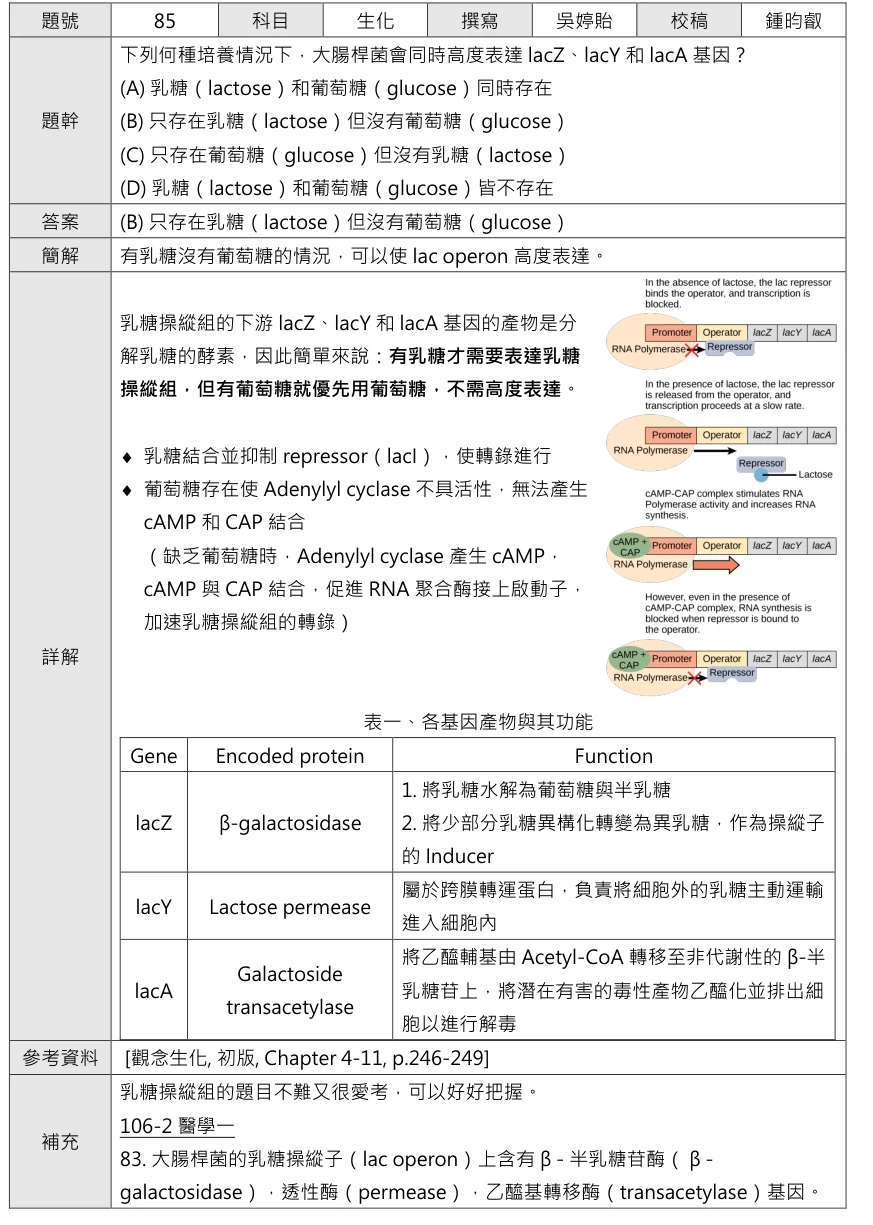 題號 85 科目 生化 撰寫 吳婷貽 校稿 鍾昀叡
題幹
下列何種培養情況下，大腸桿菌會同時高度表達 lacZ、lacY 和 lacA 基因？
(A) 乳糖（lactose）和葡萄糖（glucose）同時存在
(B) 只存在乳糖（lactose）但沒有葡萄糖（glucose）
(C) 只存在葡萄糖（glucose）但沒有乳糖（lactose）
(D) 乳糖（lactose）和葡萄糖（glucose）皆不存在
答案 (B) 只存在乳糖（lactose）但沒有葡萄糖（glucose）
簡解 有乳糖沒有葡萄糖的情況，可以使 lac operon 高度表達。
詳解
乳糖操縱組的下游 lacZ、lacY 和 lacA 基因的產物是分
解乳糖的酵素，因此簡單來說：有乳糖才需要表達乳糖
操縱組，但有葡萄糖就優先用葡萄糖，不需高度表達。
♦ 乳糖結合並抑制 repressor（lacI），使轉錄進行
♦ 葡萄糖存在使 Adenylyl cyclase 不具活性，無法產生
cAMP 和 CAP 結合
（缺乏葡萄糖時，Adenylyl cyclase 產生 cAMP，
cAMP 與 CAP 結合，促進 RNA 聚合酶接上啟動子，
加速乳糖操縱組的轉錄）
In the absence of lactose, the lac repressor
binds the operator, and transcription is
blocked.
Promoter Operator lacZ lacY lacA
RNA Polymerase Repressor
In the presence of lactose, the lac repressor
is released from the operator, and
transcription proceeds at a slow rate.
Promoter Operator lacZ lacY lacA
RNA Polymerase
Repressor
Lactose
cAMP-CAP complex stimulates RNA
Polymerase activity and increases RNA
synthesis.
cAMP +
CAP Promoter Operator lacZ lacY lacA
RNA Polymerase
However, even in the presence of
cAMP-CAP complex, RNA synthesis is
blocked when repressor is bound to
the operator.
cAMP +
CAP Promoter Operator lacZ lacY lacA
RNA Polymerase Repressor
表一、各基因產物與其功能
Gene Encoded protein Function
lacZ β-galactosidase
1. 將乳糖水解為葡萄糖與半乳糖
2. 將少部分乳糖異構化轉變為異乳糖，作為操縱子
的 Inducer
lacY Lactose permease
屬於跨膜轉運蛋白，負責將細胞外的乳糖主動運輸
進入細胞內
lacA
Galactoside
transacetylase
將乙醯輔基由 Acetyl-CoA 轉移至非代謝性的 β-半
乳糖苷上，將潛在有害的毒性產物乙醯化並排出細
胞以進行解毒
參考資料 [觀念生化, 初版, Chapter 4-11, p.246-249]
補充
乳糖操縱組的題目不難又很愛考，可以好好把握。
106-2 醫學一
83. 大腸桿菌的乳糖操縱子（lac operon）上含有 β - 半乳糖苷酶（ β -
galactosidase），透性酶（permease），乙醯基轉移酶（transacetylase）基因。